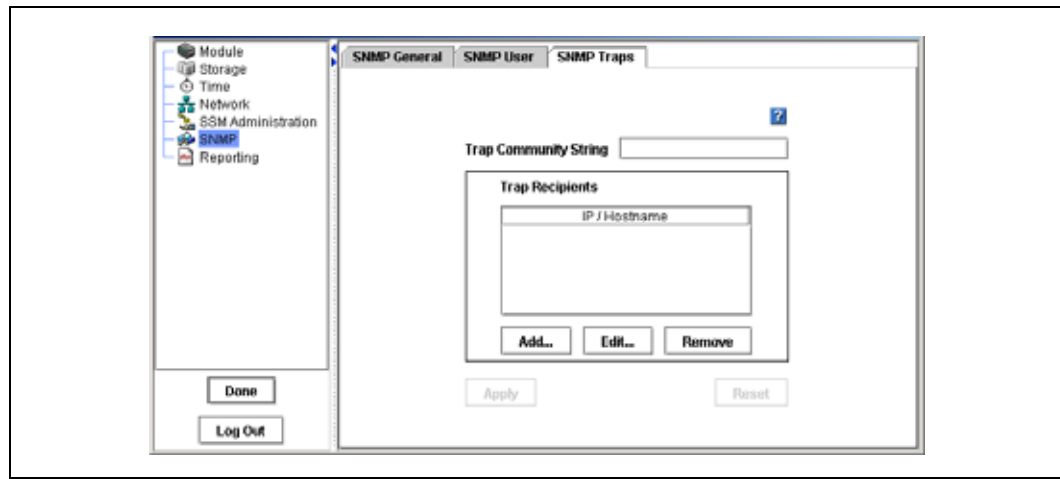 Module
Storage
Time
Network
SSM Administration
SNMP
Reporting
Done
Log Out
SNMP General SNMP User SNMP Traps
?
Trap Community String
Trap Recipients
IP / Hostname
Add... Edit... Remove
Apply Reset